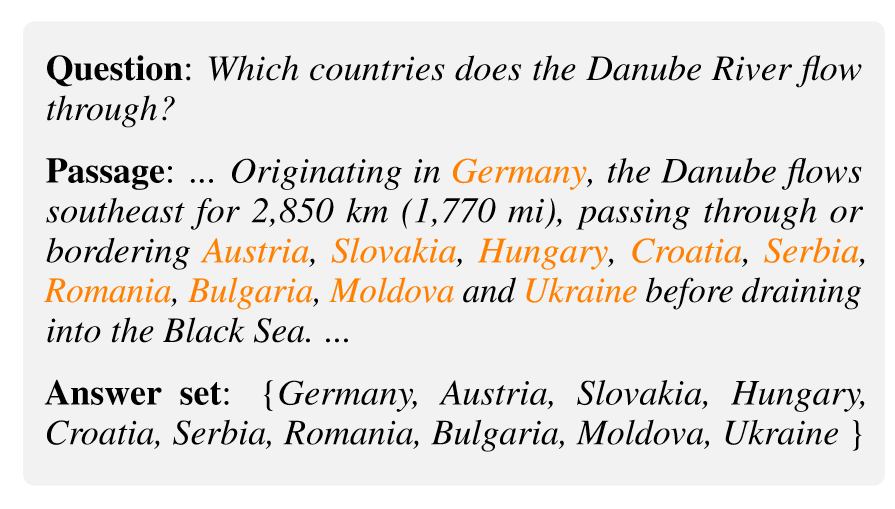 Question: Which countries does the Danube River flow
through?
Passage: ... Originating in Germany, the Danube flows
southeast for 2,850 km (1,770 mi), passing through or
bordering Austria, Slovakia, Hungary, Croatia, Serbia,
Romania, Bulgaria, Moldova and Ukraine before draining
into the Black Sea. ...
Answer set: {Germany, Austria, Slovakia, Hungary,
Croatia, Serbia, Romania, Bulgaria, Moldova, Ukraine }